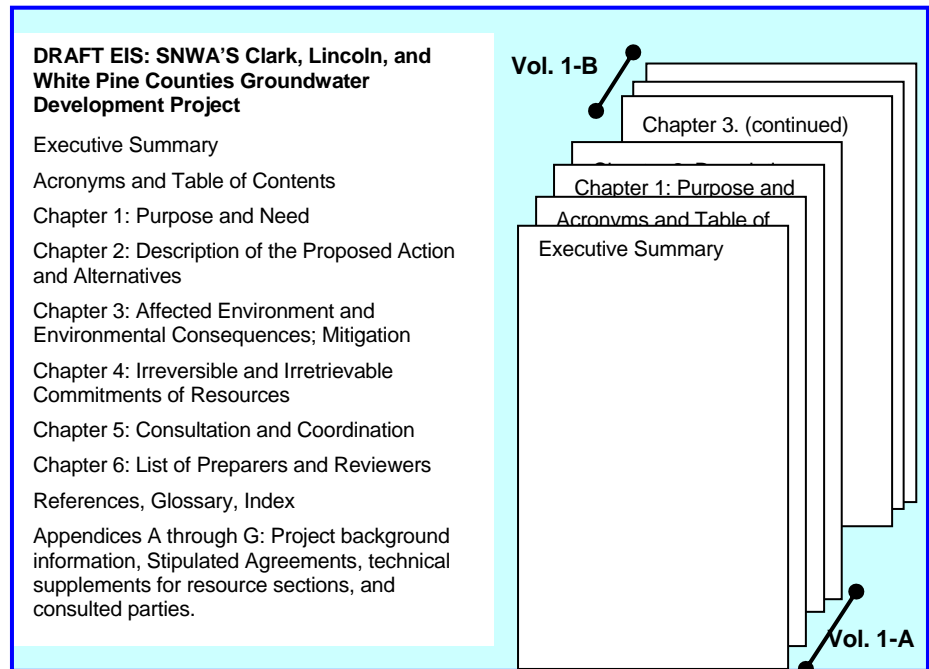 DRAFT EIS: SNWA'S Clark, Lincoln, and
White Pine Counties Groundwater
Development Project
Executive Summary
Acronyms and Table of Contents
Chapter 1: Purpose and Need
Chapter 2: Description of the Proposed Action
and Alternatives
Chapter 3: Affected Environment and
Environmental Consequences; Mitigation
Chapter 4: Irreversible and Irretrievable
Commitments of Resources
Chapter 5: Consultation and Coordination
Chapter 6: List of Preparers and Reviewers
References, Glossary, Index
Appendices A through G: Project background
information, Stipulated Agreements, technical
supplements for resource sections, and
consulted parties.
Vol. 1-B
Chapter 3. (continued)
Chapter 1: Purpose and
Acronyms and Table of
Executive Summary
Vol. 1-A